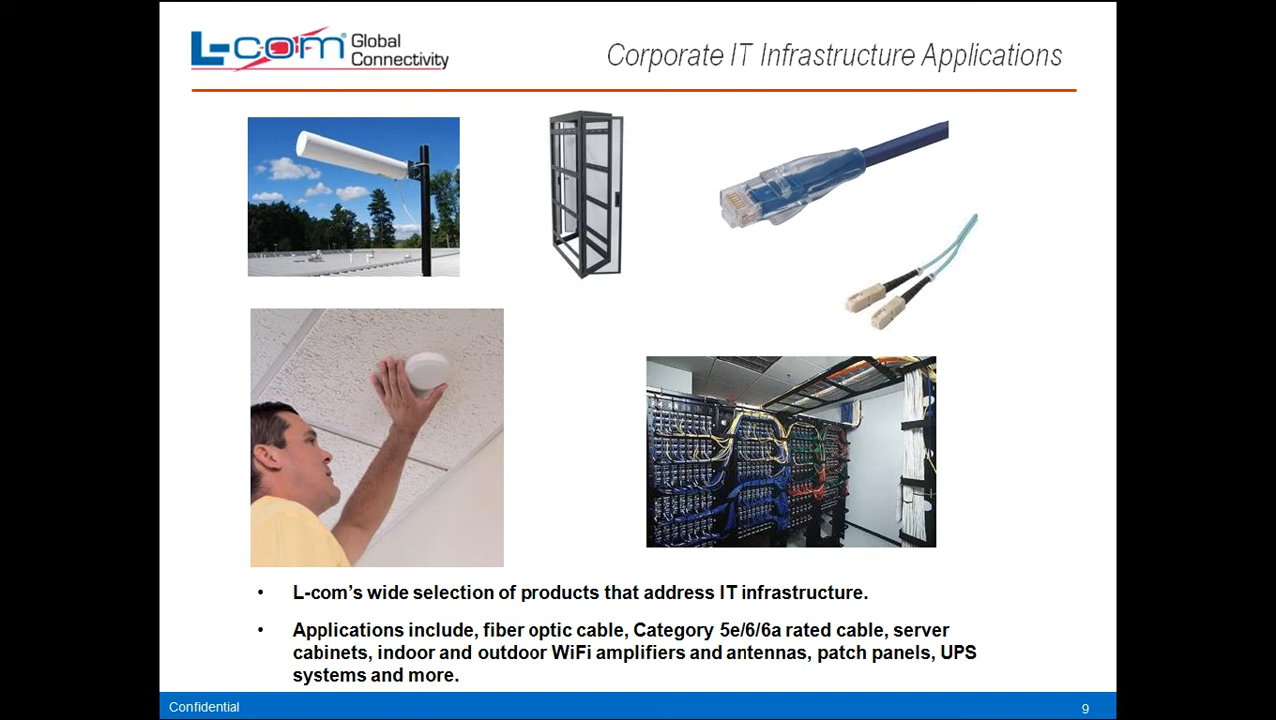 L-com® Global
Connectivity
Corporate IT Infrastructure Applications
• L-com’s wide selection of products that address IT infrastructure.
• Applications include, fiber optic cable, Category 5e/6/6a rated cable, server
cabinets, indoor and outdoor WiFi amplifiers and antennas, patch panels, UPS
systems and more.
Confidential
9